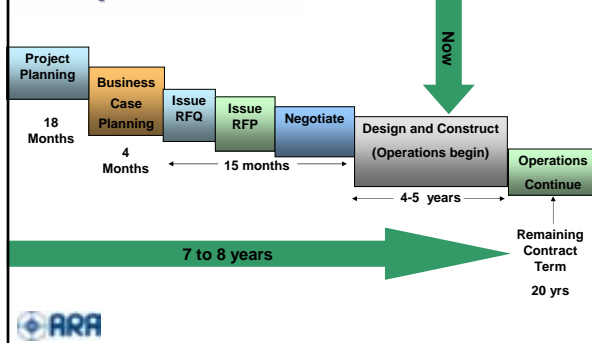 Now
Project
Planning
Business
Case
Planning
Issue
RFQ
Issue
RFP
Negotiate
Design and Construct
(Operations begin)
Operations
Continue
18
Months
4
Months
15 months
4-5 years
7 to 8 years
Remaining
Contract
Term
20 yrs
ARA